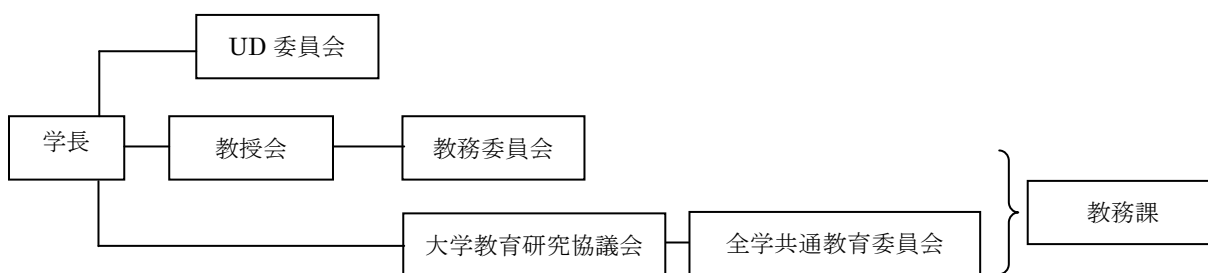 UD 委員会
学長
教授会
教務委員会
教務課
大学教育研究協議会
全学共通教育委員会